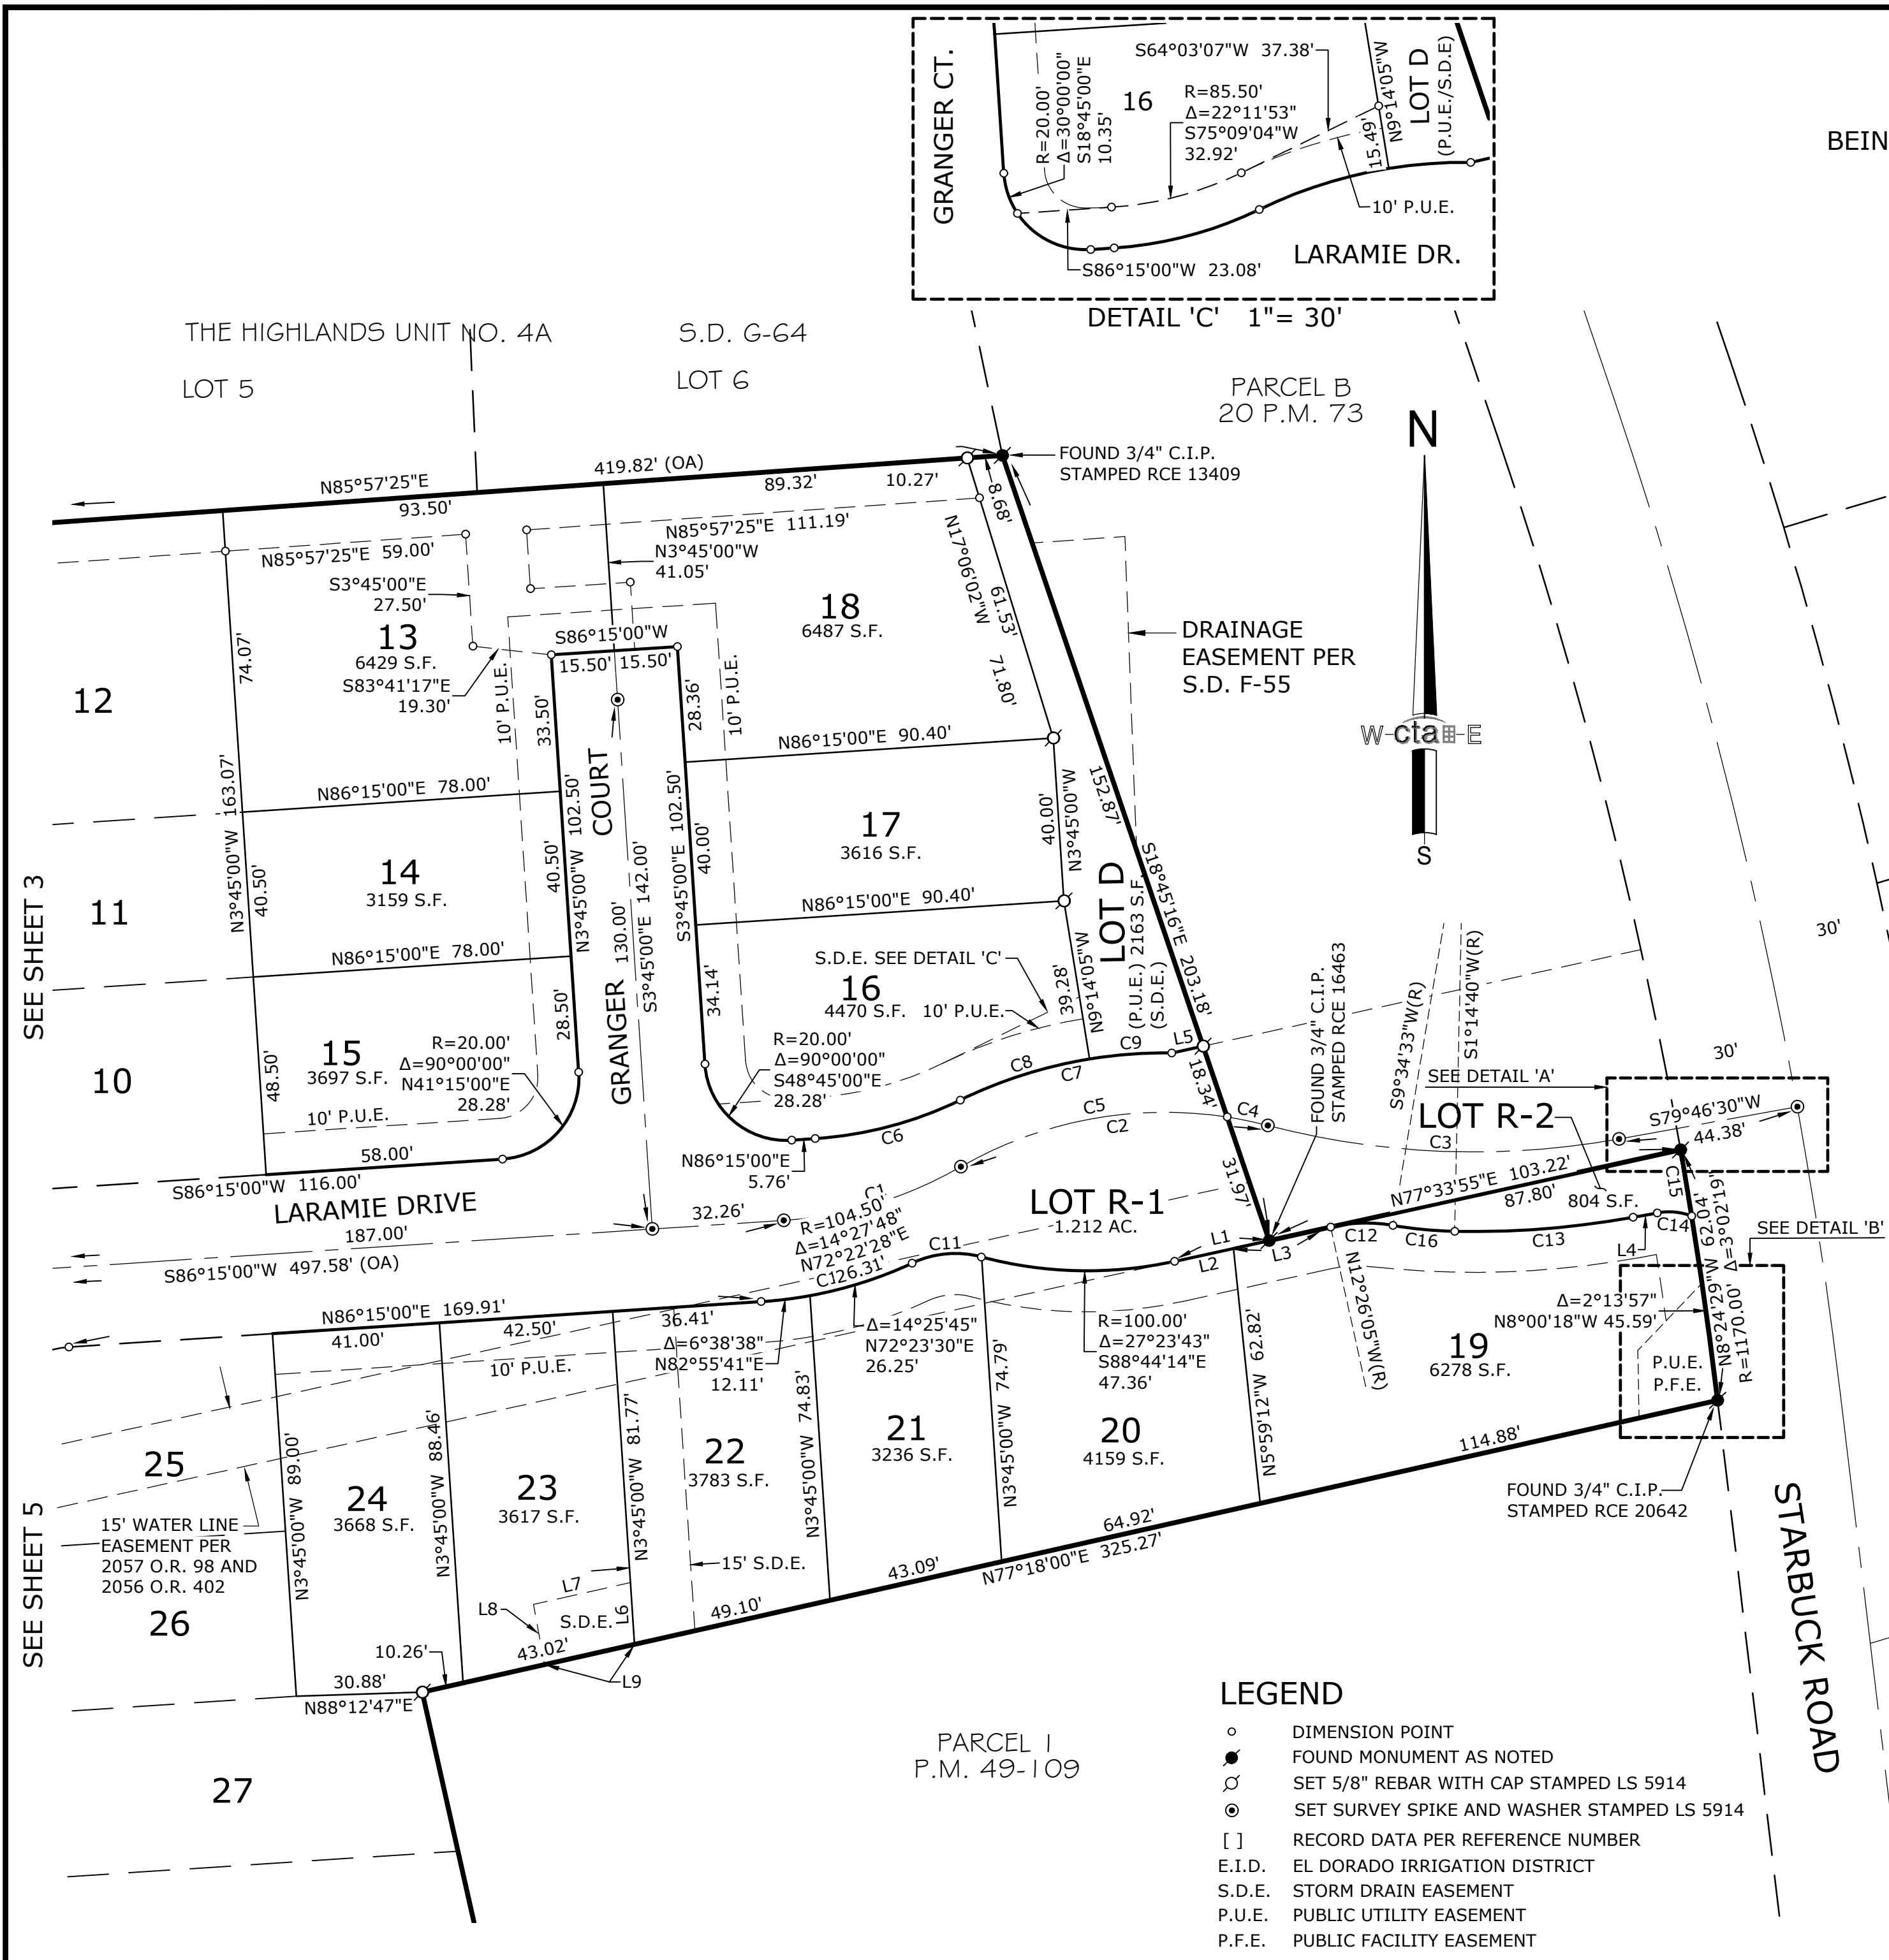 GRANGER CT.
R=20.00'
Δ=30°00'00"
S18°45'00"E
10.35'
16
S64°03'07"W 37.38'
R=85.50'
Δ=22°11'53"
S75°09'04"W
32.92'
15.49'
N9°14'05"W
LOT D
(P.U.E./S.D.E)
10' P.U.E.
S86°15'00"W 23.08'
LARAMIE DR.
DETAIL 'C' 1"= 30'
BEIN
THE HIGHLANDS UNIT NO. 4A
S.D. G-64
LOT 5
LOT 6
PARCEL B
20 P.M. 73
N
W
cta
E
S
FOUND 3/4" C.I.P.
STAMPED RCE 13409
N85°57'25"E
419.82' (OA)
93.50'
89.32'
10.27'
8.68'
N85°57'25"E 59.00'
N85°57'25"E 111.19'
N3°45'00"W
41.05'
S3°45'00"E
27.50'
13
6429 S.F.
S83°41'17"E
19.30'
74.07'
10' P.U.E.
S86°15'00"W
15.50' 15.50'
18
6487 S.F.
N17°06'02"W
61.53'
71.80'
DRAINAGE
EASEMENT PER
S.D. F-55
12
33.50'
28.36'
10' P.U.E.
N86°15'00"E 90.40'
N3°45'00"W 163.07'
N86°15'00"E 78.00'
GRANGER COURT
N3°45'00"W 102.50'
S3°45'00"E 102.50'
40.00'
17
3616 S.F.
40.00'
N3°45'00"W
152.87'
S18°45'16"E 203.18'
SEE SHEET 3
11
40.50'
14
3159 S.F.
40.50'
130.00'
S3°45'00"E 142.00'
N86°15'00"E 90.40'
LOT D
(P.U.E.) 2163 S.F.
(S.D.E.)
N86°15'00"E 78.00'
S.D.E. SEE DETAIL 'C'
16
4470 S.F.
10' P.U.E.
39.28'
N9°14'05"W
34.14'
28.50'
10
48.50'
15
3697 S.F.
R=20.00'
Δ=90°00'00"
N41°15'00"E
28.28'
10' P.U.E.
58.00'
R=20.00'
Δ=90°00'00"
S48°45'00"E
28.28'
C6
C8
C7
C9
L5
18.34'
FOUND 3/4" C.I.P.
STAMPED RCE 16463
S9°34'33"W(R)
S1°14'40"W(R)
30'
30'
SEE DETAIL 'A'
LOT R-2
S79°46'30"W
44.38'
C5
C2
C4
C3
N86°15'00"E
5.76'
S86°15'00"W 116.00'
LARAMIE DRIVE
187.00'
32.26'
S86°15'00"W 497.58' (OA)
C1
R=104.50'
Δ=14°27'48"
N72°22'28"E
26.31'
LOT R-1
1.212 AC.
31.97'
N77°33'55"E 103.22'
87.80'
804 S.F.
C15
C11
L1
L2
L3
C12
C16
C13
L4
C14
SEE DETAIL 'B'
N86°15'00"E 169.91'
41.00'
42.50'
36.41'
10' P.U.E.
Δ=6°38'38"
N82°55'41"E
12.11'
Δ=14°25'45"
N72°23'30"E
26.25'
R=100.00'
Δ=27°23'43"
S88°44'14"E
47.36'
N12°26'05"W(R)
Δ=2°13'57"
N8°00'18"W 45.59'
N8°24'29"W 62.04'
R=1170.00' Δ=3°02'19"
P.U.E.
P.F.E.
19
6278 S.F.
25
N3°45'00"W 89.00'
N3°45'00"W 88.46'
N3°45'00"W 81.77'
N3°45'00"W 74.83'
N3°45'00"W 74.79'
N5°59'12"W 62.82'
24
3668 S.F.
23
3617 S.F.
22
3783 S.F.
21
3236 S.F.
20
4159 S.F.
114.88'
15' WATER LINE
EASEMENT PER
2057 O.R. 98 AND
2056 O.R. 402
SEE SHEET 5
26
15' S.D.E.
L7
L8
L6
S.D.E.
43.02'
L9
49.10'
43.09'
64.92'
N77°18'00"E 325.27'
10.26'
30.88'
N88°12'47"E
FOUND 3/4" C.I.P.
STAMPED RCE 20642
STARBUCK ROAD
27
PARCEL 1
P.M. 49-109
LEGEND
DIMENSION POINT
FOUND MONUMENT AS NOTED
SET 5/8" REBAR WITH CAP STAMPED LS 5914
SET SURVEY SPIKE AND WASHER STAMPED LS 5914
[ ] RECORD DATA PER REFERENCE NUMBER
E.I.D. EL DORADO IRRIGATION DISTRICT
S.D.E. STORM DRAIN EASEMENT
P.U.E. PUBLIC UTILITY EASEMENT
P.F.E. PUBLIC FACILITY EASEMENT